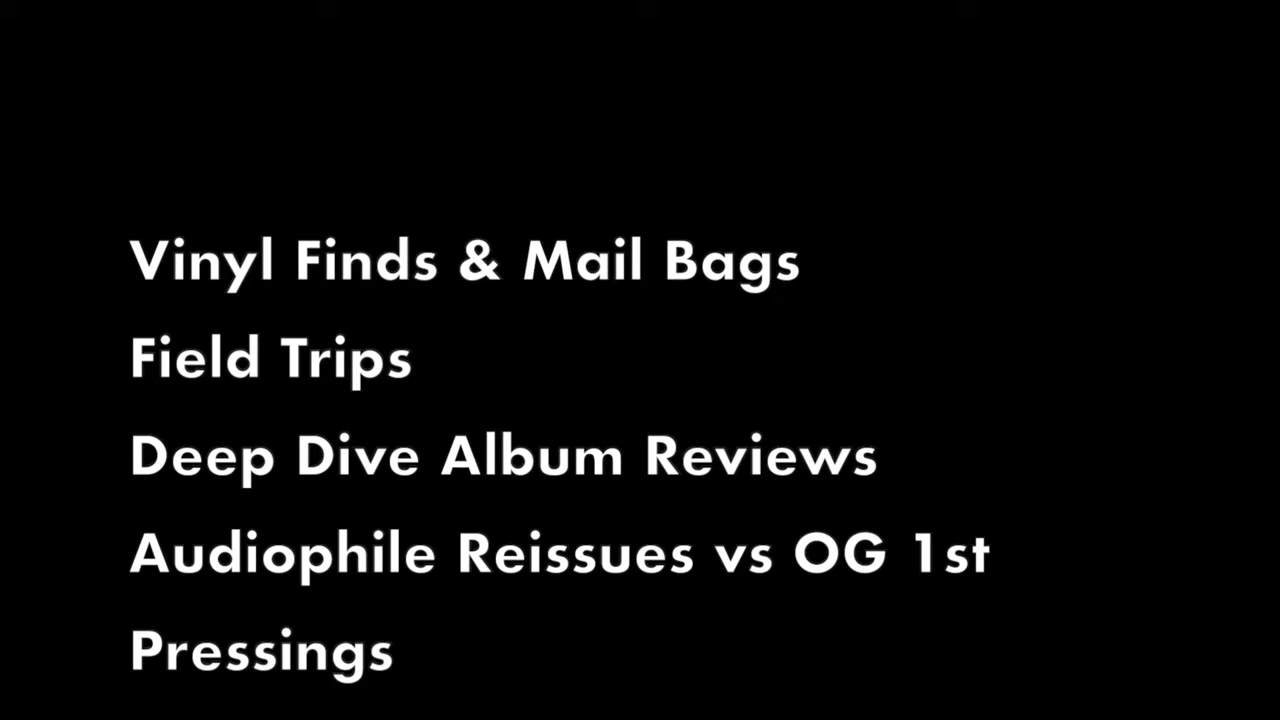 Vinyl Finds & Mail Bags
Field Trips
Deep Dive Album Reviews
Audiophile Reissues vs OG 1st
Pressings